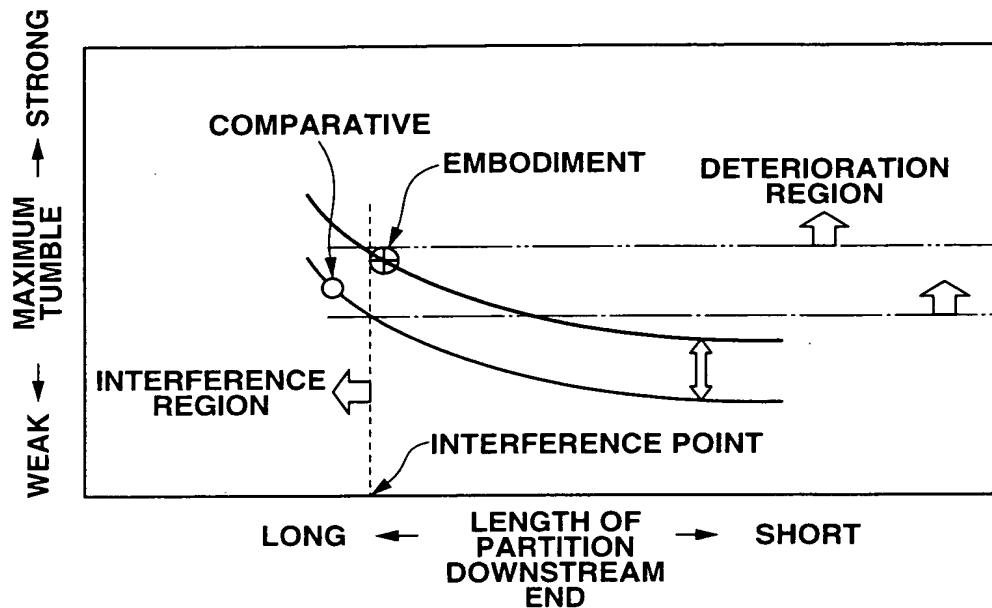 STRONG
MAXIMUM
TUMBLE
WEAK
COMPARATIVE
EMBODIMENT
DETERIORATION
REGION
INTERFERENCE
REGION
INTERFERENCE POINT
LONG
LENGTH OF
PARTITION
DOWNSTREAM
END
SHORT